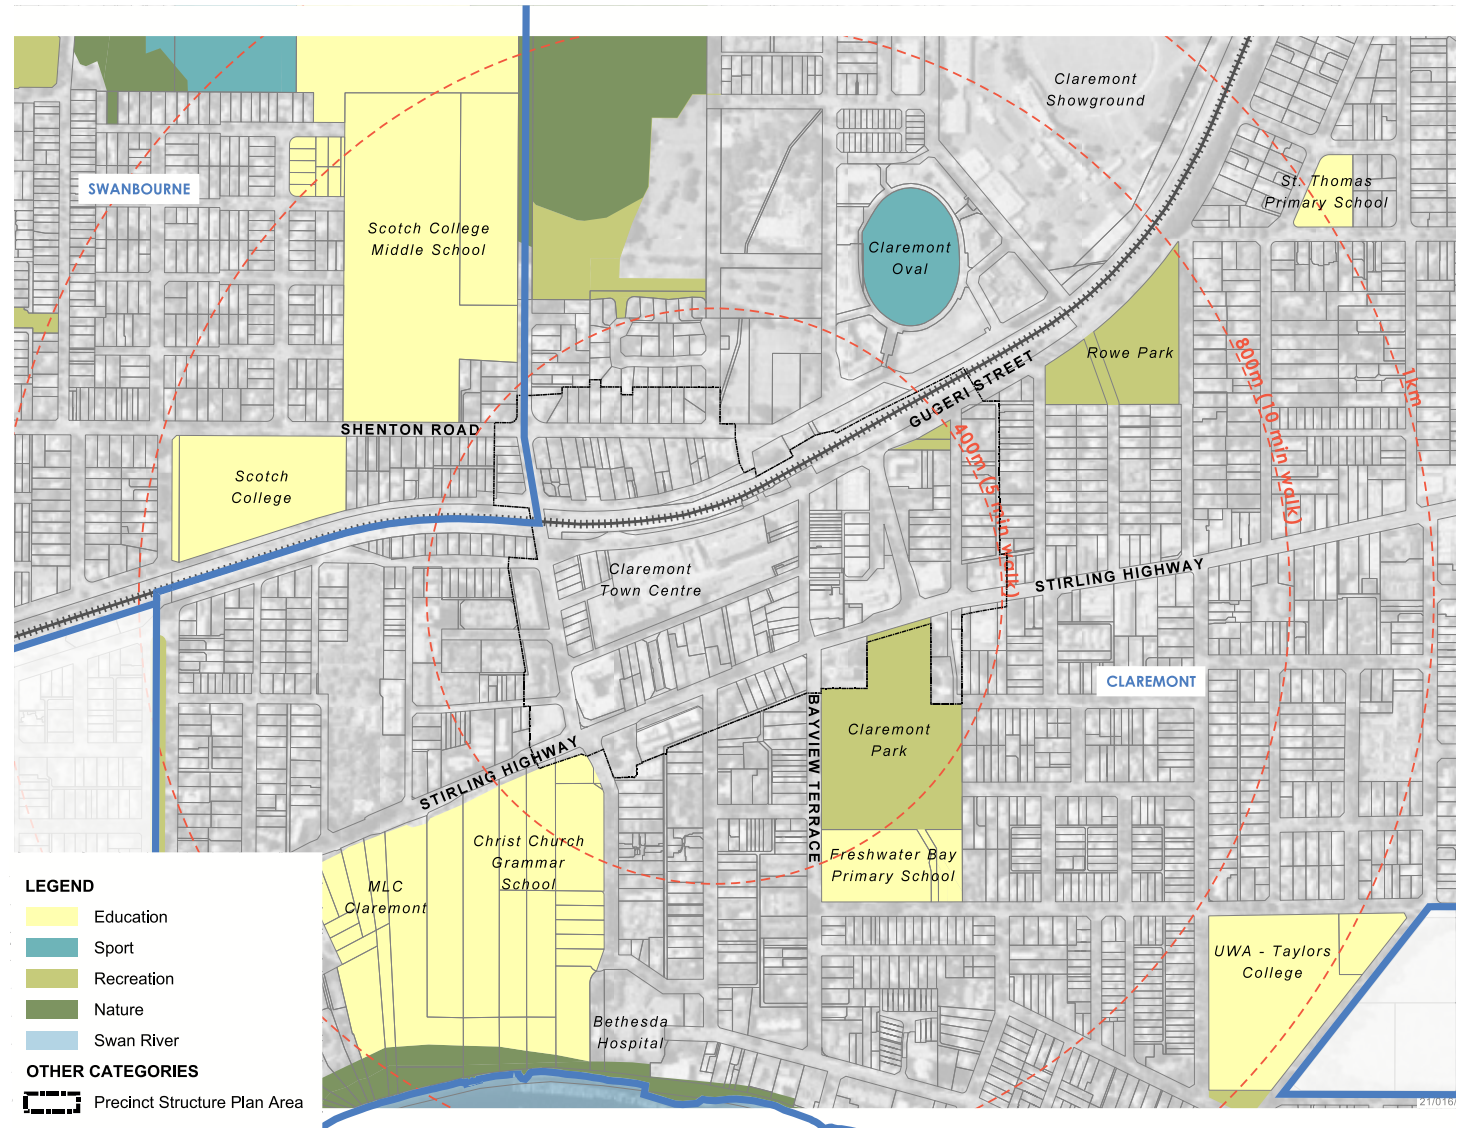 Claremont
Showground
SWANBOURNE
St. Thomas
Primary School
Scotch College
Middle School
Claremont
Oval
Rowe Park
GUGERI STREET
800m (10 min walk)
1km
SHENTON ROAD
400m (5 min walk)
Scotch
College
Claremont
Town Centre
STIRLING HIGHWAY
CLAREMONT
BAYVIEW TERRACE
Claremont
Park
STIRLING HIGHWAY
Christ Church
Grammar
School
Freshwater Bay
Primary School
MLC
Claremont
UWA - Taylors
College
Bethesda
Hospital
LEGEND
Education
Sport
Recreation
Nature
Swan River
OTHER CATEGORIES
Precinct Structure Plan Area
21/016/